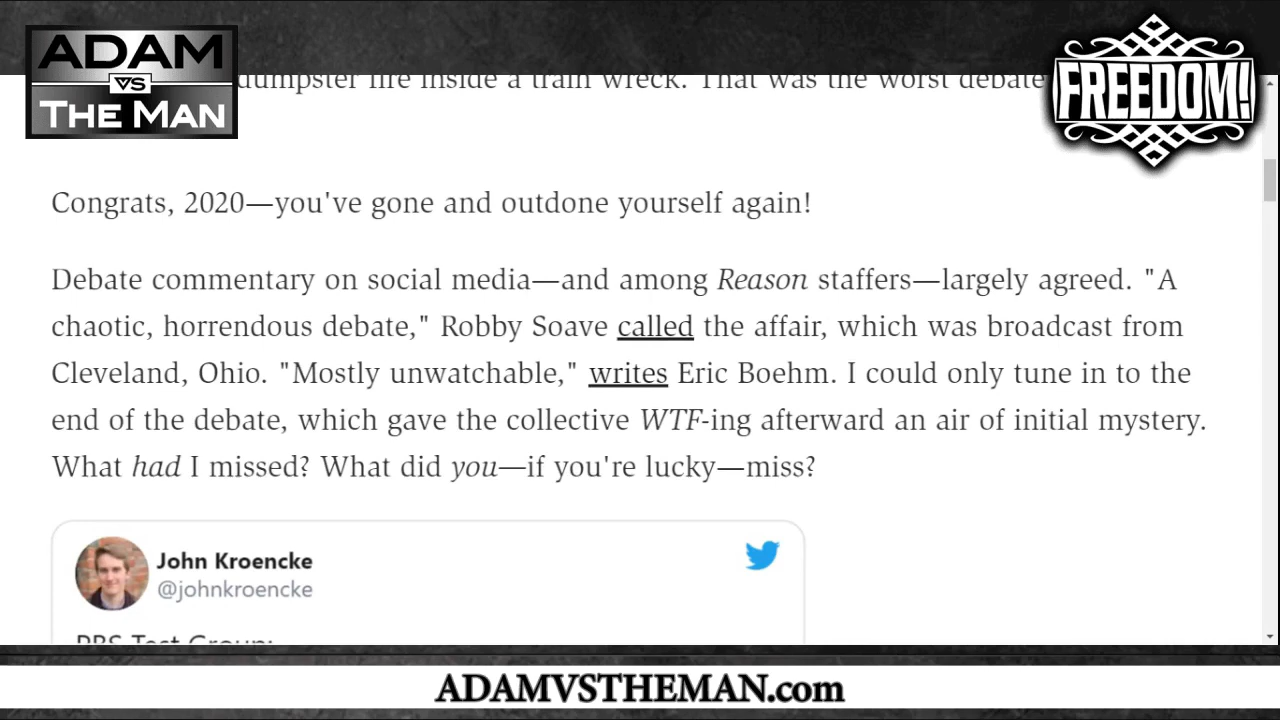 ADAM
VS
THE MAN
FREEDOM!
dumpster fire inside a train wreck. That was the worst debate
Congrats, 2020—you've gone and outdone yourself again!
Debate commentary on social media—and among Reason staffers—largely agreed. "A
chaotic, horrendous debate," Robby Soave called the affair, which was broadcast from
Cleveland, Ohio. "Mostly unwatchable," writes Eric Boehm. I could only tune in to the
end of the debate, which gave the collective WTF-ing afterward an air of initial mystery.
What had I missed? What did you—if you're lucky—miss?
John Kroencke
@johnkroencke
PBS Test Group:
ADAMVSTHEMAN.com